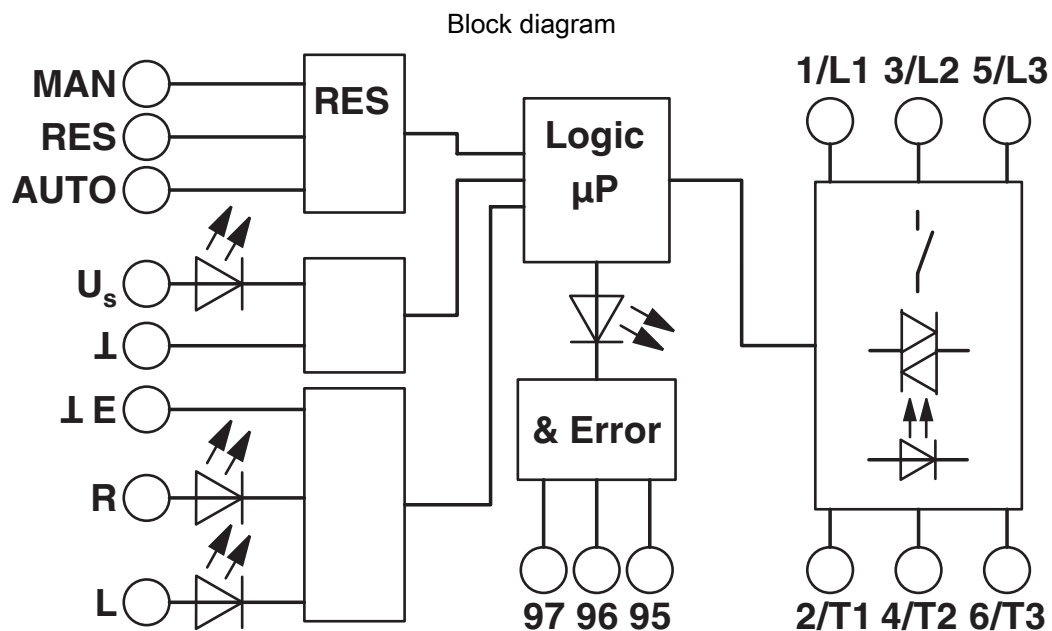 Block diagram
MAN
RES
AUTO
RES
Us
⊥
⊥ E
R
L
Logic
µP
& Error
97 96 95
1/L1 3/L2 5/L3
2/T1 4/T2 6/T3